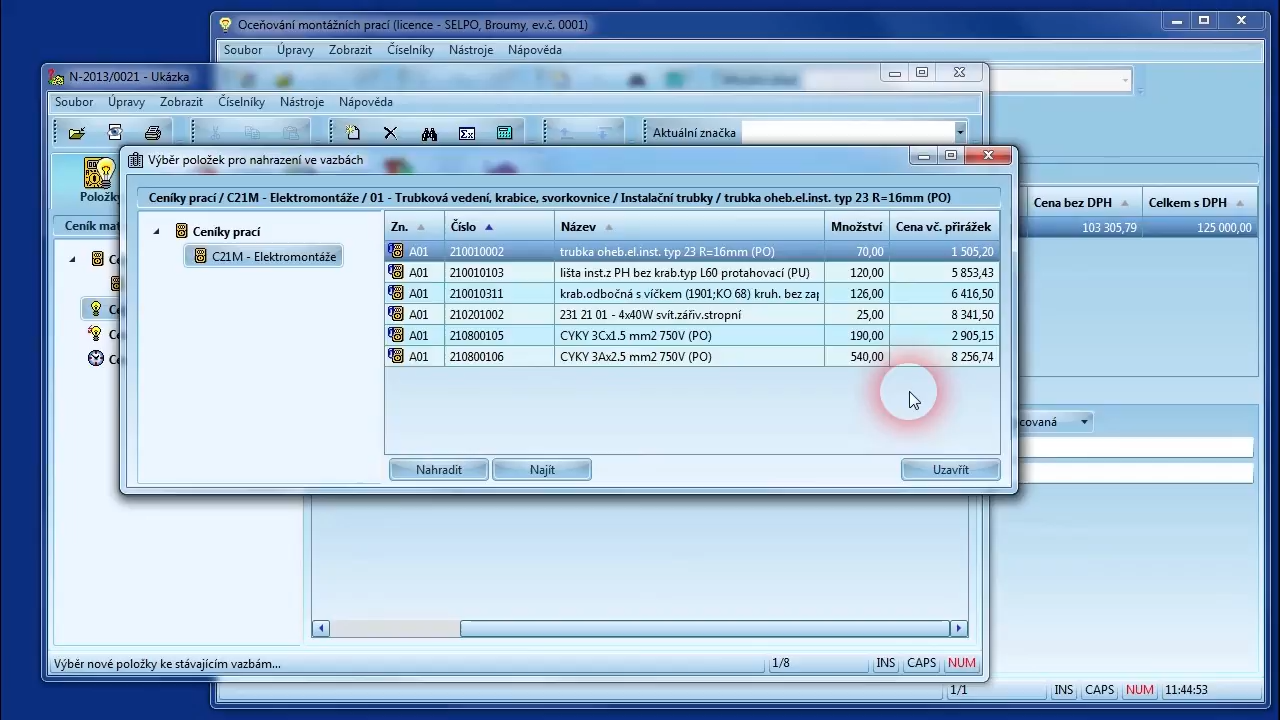 Oceňování montážních prací (licence - SELPO, Broumy, ev.č. 0001)
Soubor Úpravy Zobrazit Číselníky Nástroje Nápověda
N-2013/0021 - Ukázka
Soubor Úpravy Zobrazit Číselníky Nástroje Nápověda
Aktuální značka
Výběr položek pro nahrazení ve vazbách
Ceníky prací / C21M - Elektromontáže / 01 - Trubková vedení, krabice, svorkovnice / Instalační trubky / trubka oheb.el.inst. typ 23 R=16mm (PO)
Ceníky prací
C21M - Elektromontáže
Zn. Číslo Název Množství Cena vč. přirážek
A01 210010002 trubka oheb.el.inst. typ 23 R=16mm (PO) 70,00 1 505,20
A01 210010103 lišta inst.z PH bez krab.typ L60 protahovací (PU) 120,00 5 853,43
A01 210010311 krab.odbočná s víčkem (1901;KO 68) kruh. bez zap 126,00 6 416,50
A01 210201002 231 21 01 - 4x40W svít.zářiv.stropní 25,00 8 341,50
A01 210800105 CYKY 3Cx1.5 mm2 750V (PO) 190,00 2 905,15
A01 210800106 CYKY 3Ax2.5 mm2 750V (PO) 540,00 8 256,74
Nahradit Najít Uzavřít
Položky
Ceník mat
Cena bez DPH Celkem s DPH
103 305,79 125 000,00
covaná
Výběr nové položky ke stávajícím vazbám... 1/8 INS CAPS NUM
1/1 INS CAPS NUM 11:44:53